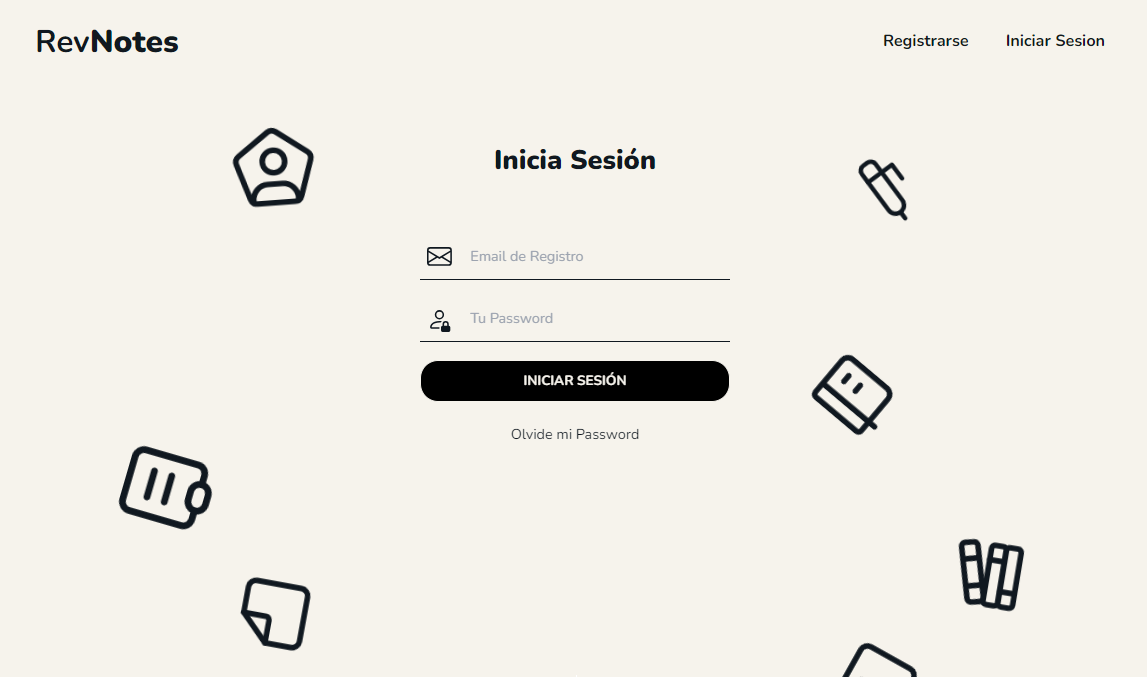 RevNotes
Registrarse
Iniciar Sesion
Inicia Sesión
Email de Registro
Tu Password
INICIAR SESIÓN
Olvide mi Password